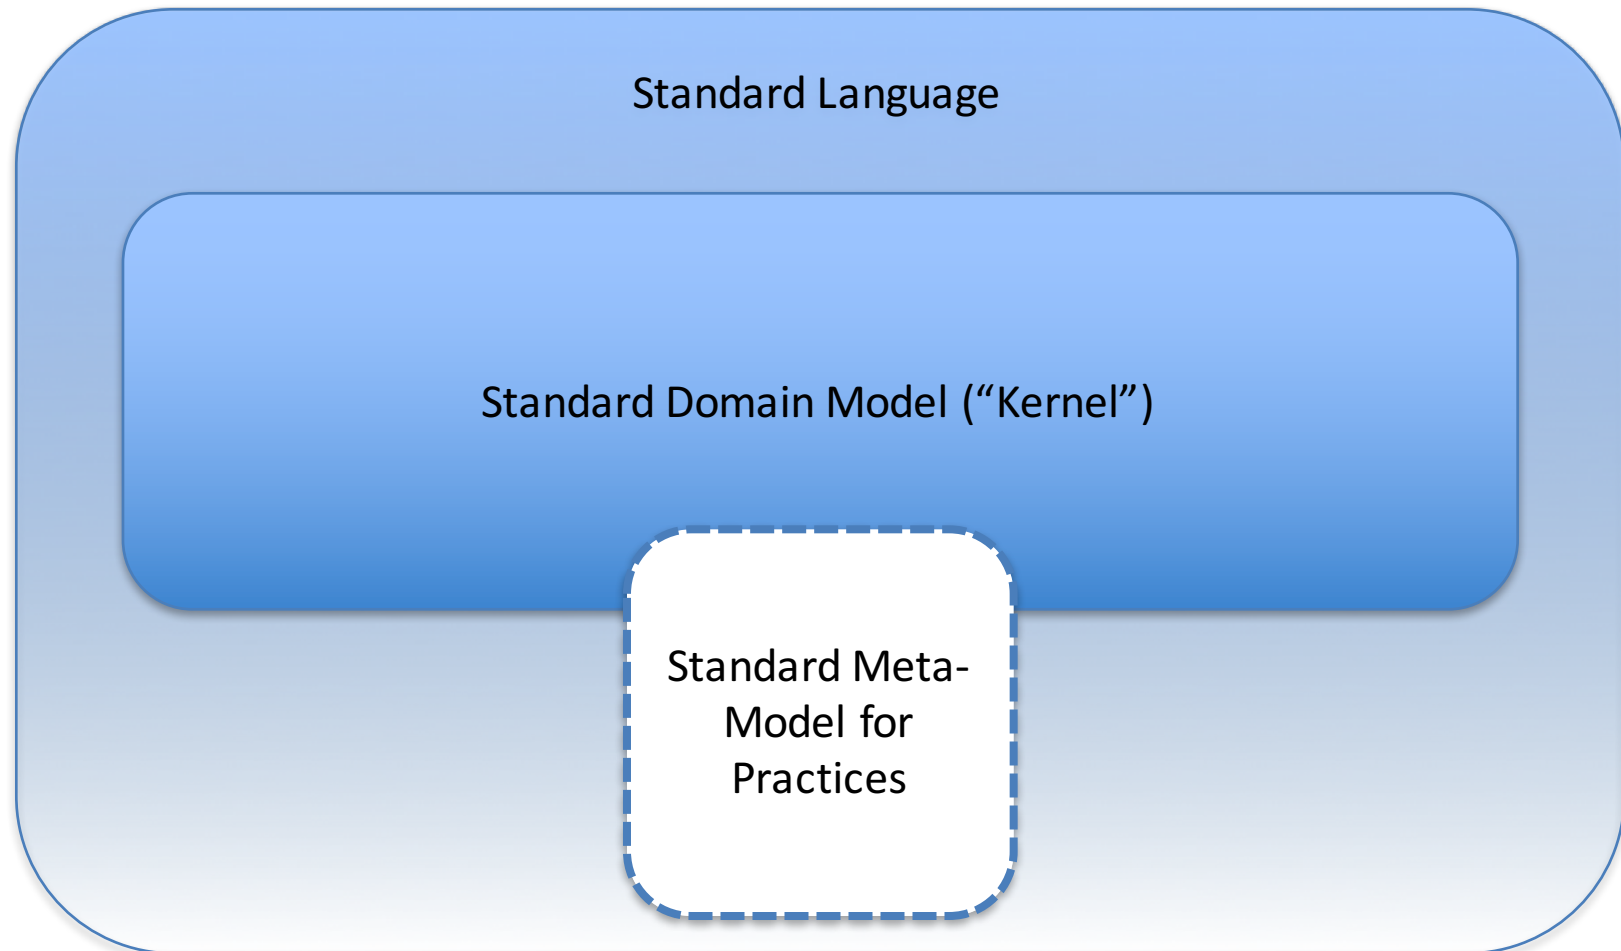 Standard Language
Standard Domain Model (“Kernel”)
Standard Meta-
Model for
Practices